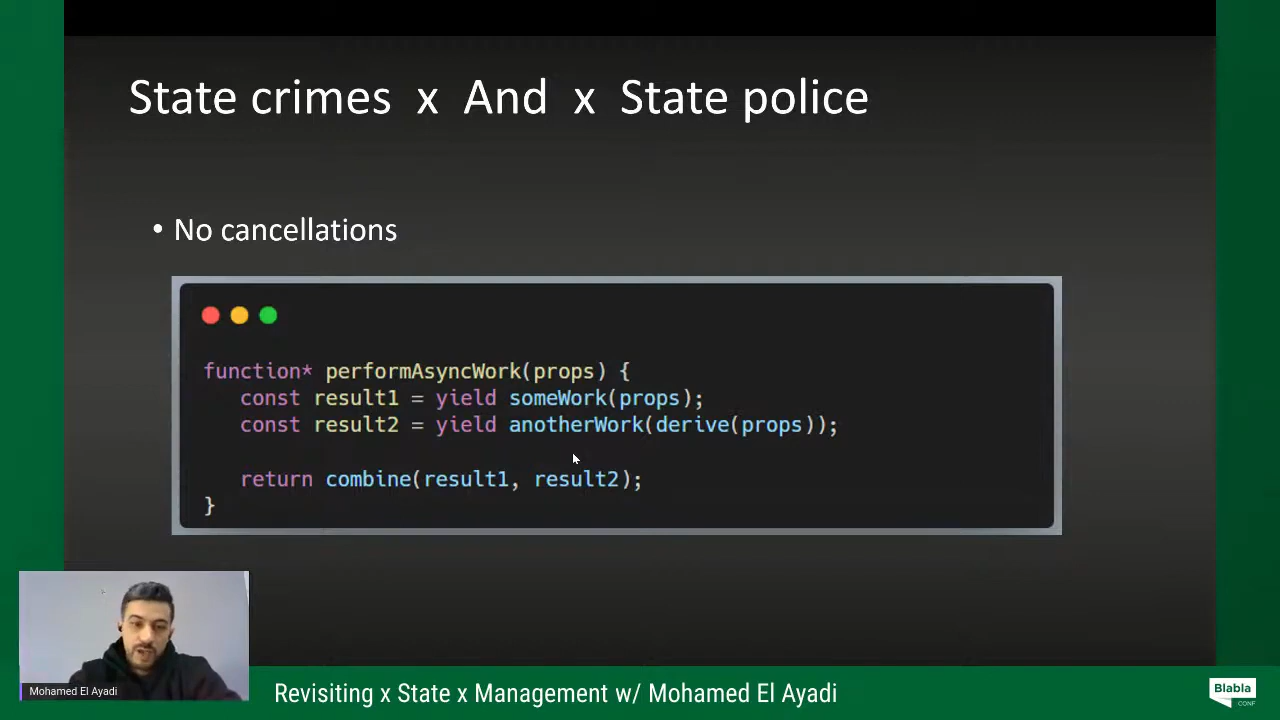 State crimes x And x State police
• No cancellations
function* performAsyncWork(props) {
const result1 = yield someWork(props);
const result2 = yield anotherWork(derive(props));
return combine(result1, result2);
}
Mohamed El Ayadi
Revisiting x State x Management w/ Mohamed El Ayadi
Blabla
CONF